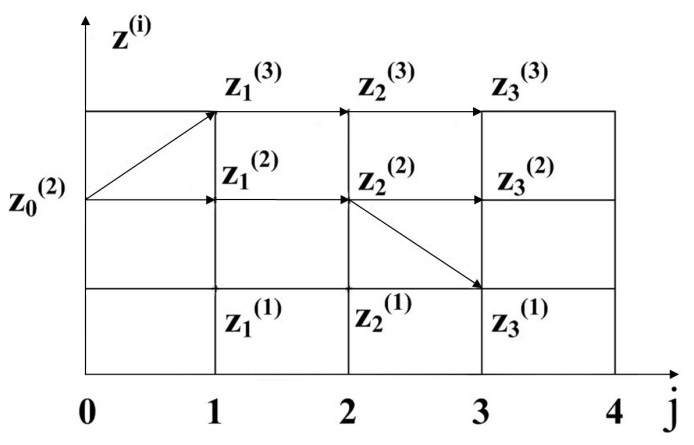 z^(i)
z₁^(3) z₂^(3) z₃^(3)
z₀^(2) z₁^(2) z₂^(2) z₃^(2)
z₁^(1) z₂^(1) z₃^(1)
0 1 2 3 4 j